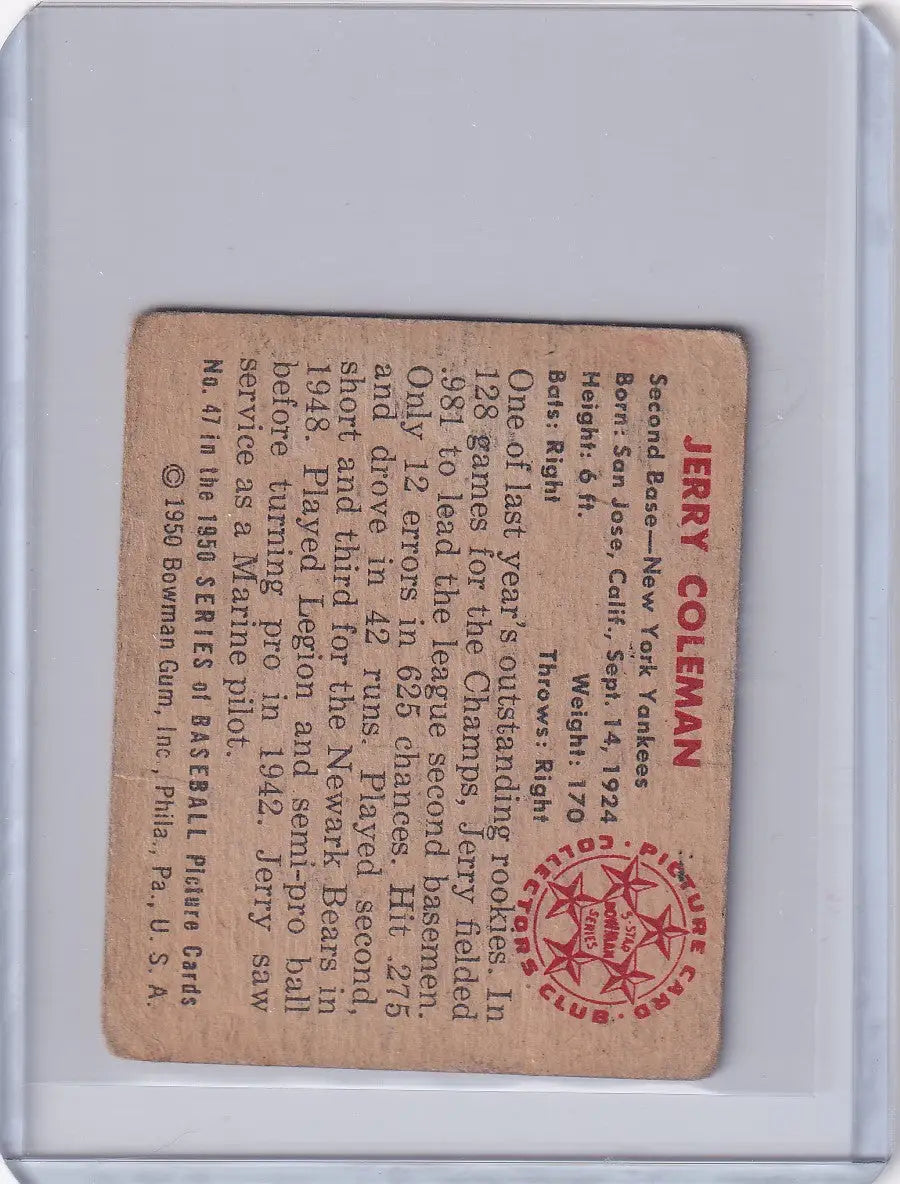 JERRY COLEMAN
Second Base—New York Yankees
Born: San Jose, Calif., Sept. 14, 1924
Height: 6 ft. Weight: 170
Bats: Right Throws: Right
One of last year's outstanding rookies. In
128 games for the Champs, Jerry fielded
.981 to lead the league second basemen.
Only 12 errors in 625 chances. Hit .275
and drove in 42 runs. Played second,
short and third for the Newark Bears in
1948. Played Legion and semi-pro ball
before turning pro in 1942. Jerry saw
service as a Marine pilot.
No. 47 in the 1950 SERIES of BASEBALL Picture Cards
©1950 Bowman Gum, Inc., Phila., Pa., U. S. A.
PICTURE CARD · CLUB · COLLECTORS ·
5-STAR
BOWMAN
SERIES